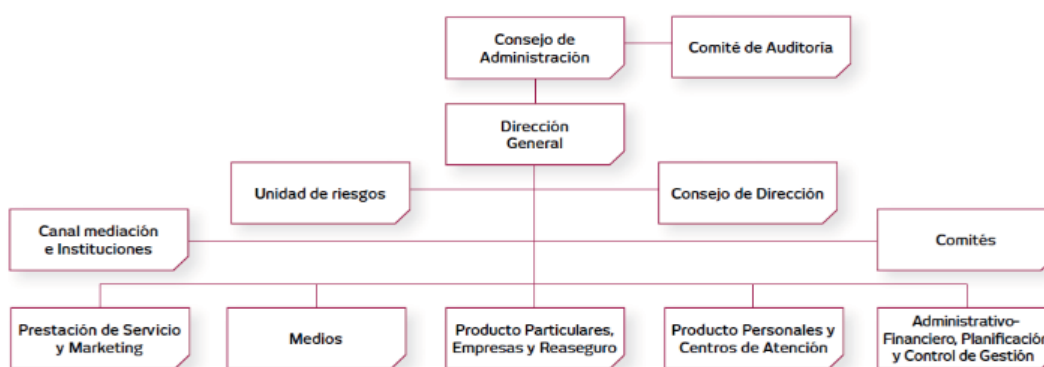 Consejo de
Administración
Comité de Auditoría
Dirección
General
Unidad de riesgos
Consejo de Dirección
Canal mediación
e Instituciones
Comités
Prestación de Servicio
y Marketing
Medios
Producto Particulares,
Empresas y Reaseguro
Producto Personales y
Centros de Atención
Administrativo-
Financiero, Planificación
y Control de Gestión